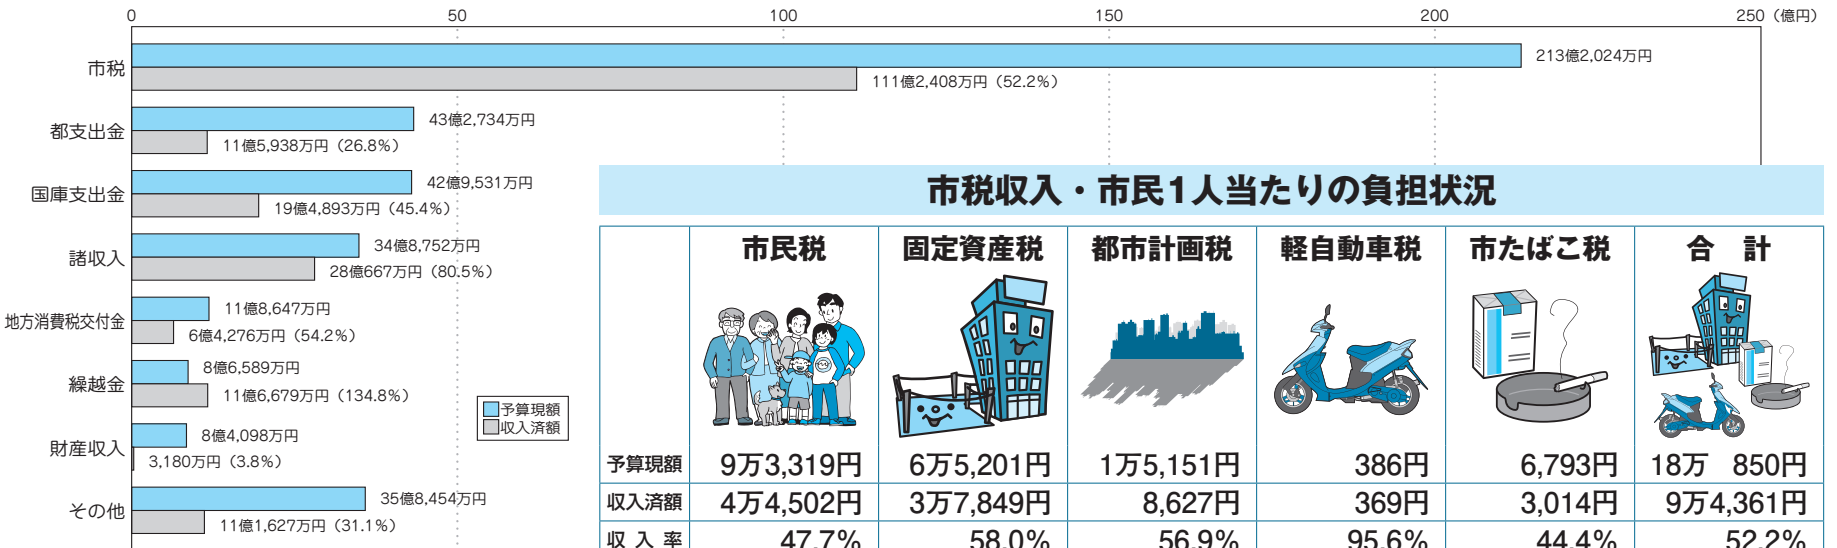 0 50 100 150 200 250（億円）
市税
213億2,024万円
111億2,408万円（52.2%）
都支出金
43億2,734万円
11億5,938万円（26.8%）
国庫支出金
42億9,531万円
19億4,893万円（45.4%）
諸収入
34億8,752万円
28億667万円（80.5%）
地方消費税交付金
11億8,647万円
6億4,276万円（54.2%）
繰越金
8億6,589万円
11億6,679万円（134.8%）
財産収入
8億4,098万円
3,180万円（3.8%）
その他
35億8,454万円
11億1,627万円（31.1%）
予算現額
収入済額
市税収入・市民1人当たりの負担状況
市民税 固定資産税 都市計画税 軽自動車税 市たばこ税 合　計
予算現額 9万3,319円 6万5,201円 1万5,151円 386円 6,793円 18万　850円
収入済額 4万4,502円 3万7,849円 8,627円 369円 3,014円 9万4,361円
収 入 率 47.7% 58.0% 56.9% 95.6% 44.4% 52.2%